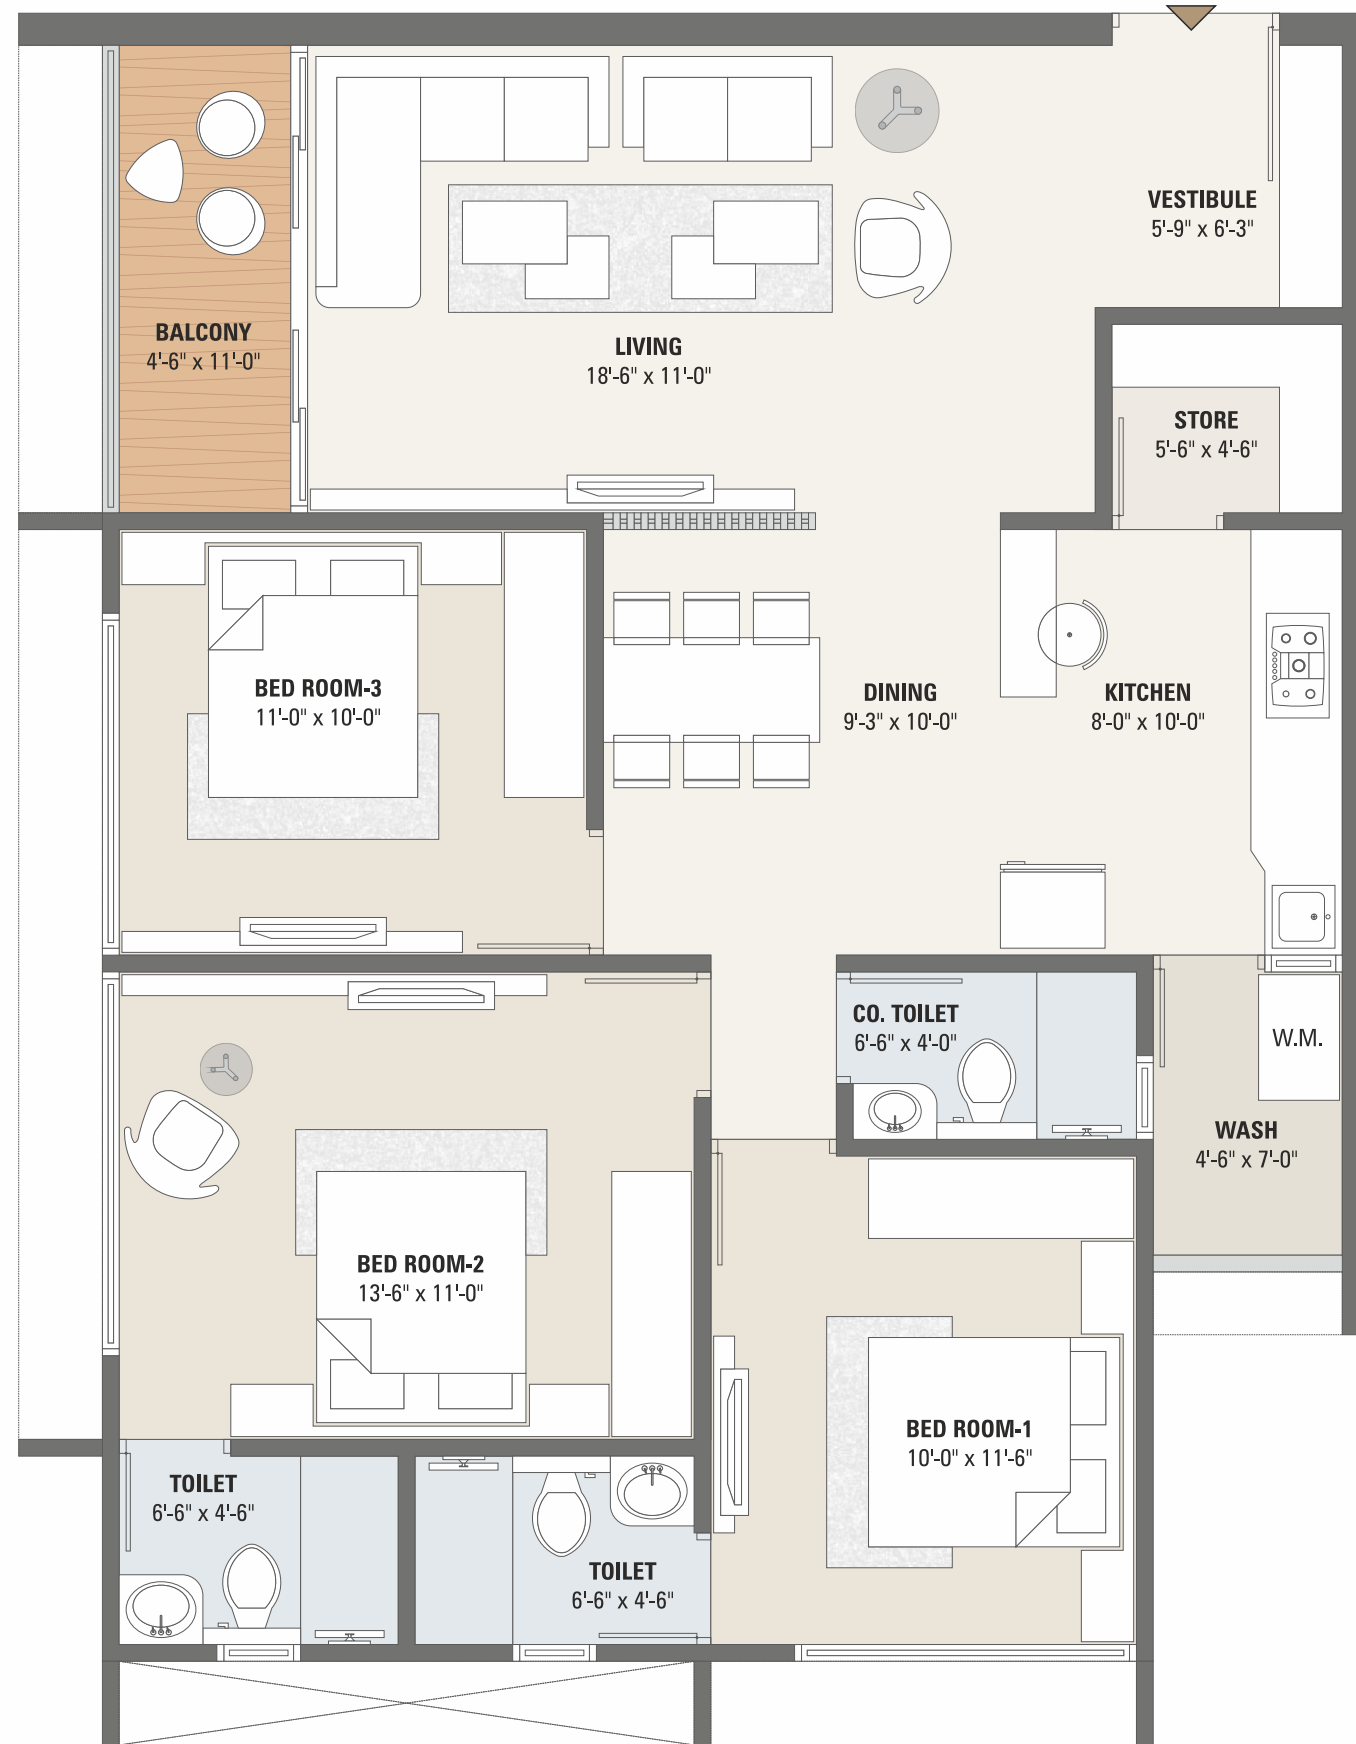 VESTIBULE
5'-9" x 6'-3"
BALCONY
4'-6" x 11'-0"
LIVING
18'-6" x 11'-0"
STORE
5'-6" x 4'-6"
BED ROOM-3
11'-0" x 10'-0"
DINING
9'-3" x 10'-0"
KITCHEN
8'-0" x 10'-0"
CO. TOILET
6'-6" x 4'-0"
W.M.
WASH
4'-6" x 7'-0"
BED ROOM-2
13'-6" x 11'-0"
BED ROOM-1
10'-0" x 11'-6"
TOILET
6'-6" x 4'-6"
TOILET
6'-6" x 4'-6"